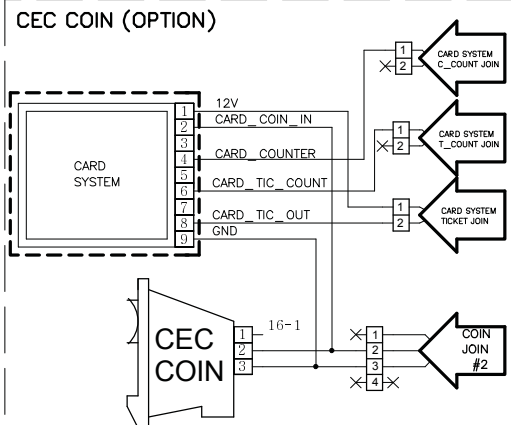 CEC COIN (OPTION)
CARD SYSTEM
C_COUNT JOIN
1
2
CARD SYSTEM
T_COUNT JOIN
1
2
CARD SYSTEM
TICKET JOIN
1
2
CARD
SYSTEM
1
2
3
4
5
6
7
8
9
12V
CARD_COIN_IN
CARD_COUNTER
CARD_TIC_COUNT
CARD_TIC_OUT
GND
CEC
COIN
1
2
3
16-1
1
2
3
4
COIN
JOIN
#2